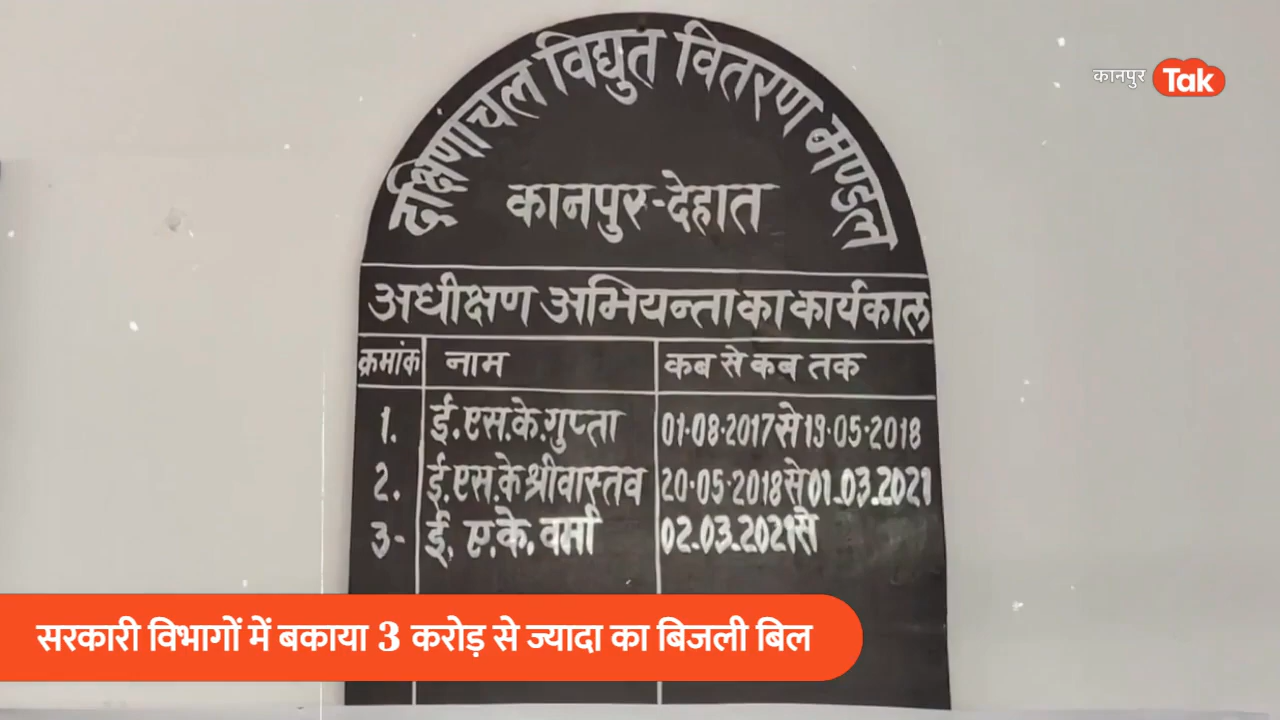 कानपुर Tak
दक्षिणाचल विद्युत वितरण मण्डल
कानपुर-देहात
अधीक्षण अभियन्ता का कार्यकाल
क्रमांक नाम कब से कब तक
1. ई.एस.के.गुप्ता 01.08.2017 से 19.05.2018
2. ई.एस.के श्रीवास्तव 20.05.2018 से 01.03.2021
3- ई. ए.के. वर्मा 02.03.2021 से
सरकारी विभागों में बकाया 3 करोड़ से ज्यादा का बिजली बिल